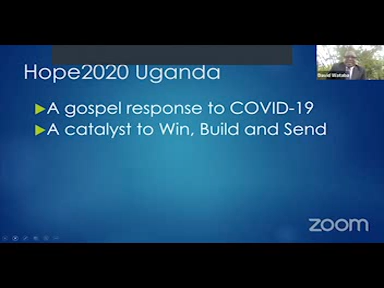 Hope2020 Uganda
A gospel response to COVID-19
A catalyst to Win, Build and Send
zoom